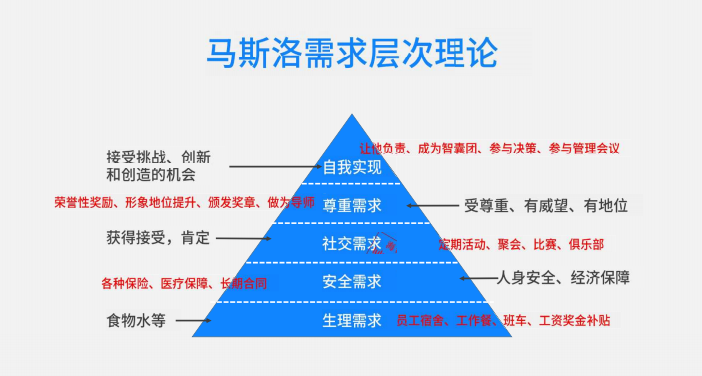 马斯洛需求层次理论
让他负责、成为智囊团、参与决策、参与管理会议
接受挑战、创新
和创造的机会
自我实现
荣誉性奖励、形象地位提升、颁发奖章、做为导师
尊重需求
受尊重、有威望、有地位
获得接受，肯定
社交需求
定期活动、聚会、比赛、俱乐部
各种保险、医疗保障、长期合同
安全需求
人身安全、经济保障
食物水等
生理需求
员工宿舍、工作餐、班车、工资奖金补贴